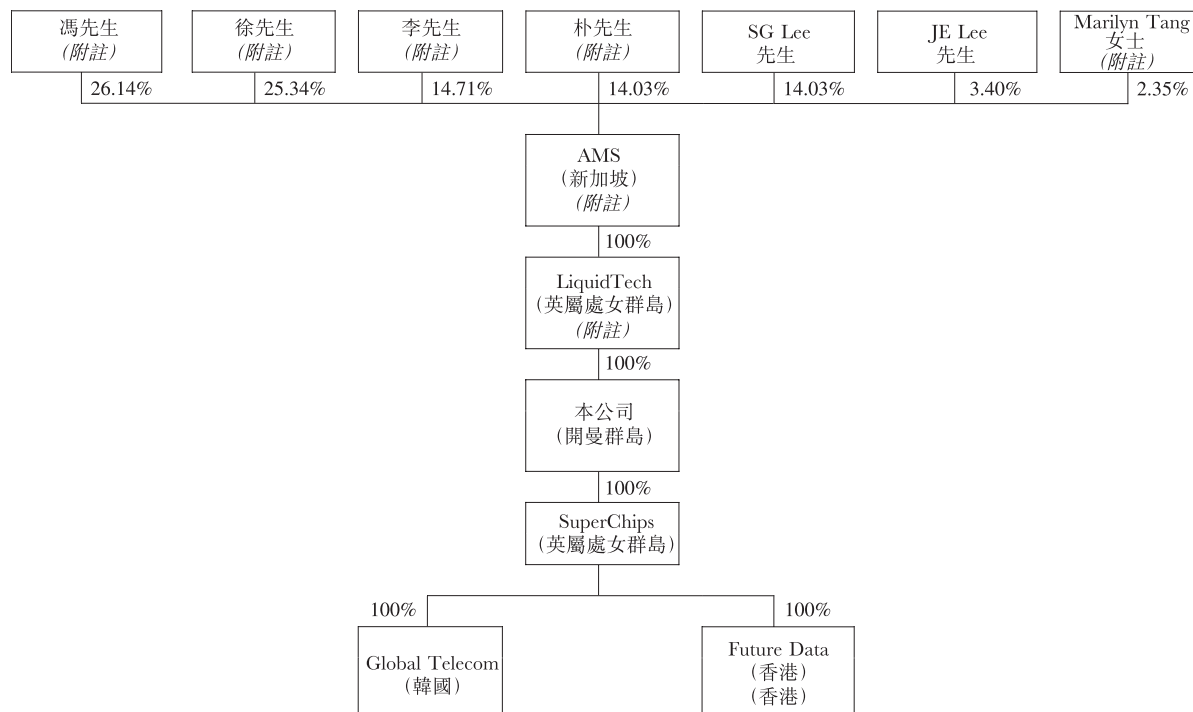 馮先生
(附註)
徐先生
(附註)
李先生
(附註)
朴先生
(附註)
SG Lee
先生
JE Lee
先生
Marilyn Tang
女士
(附註)
26.14%
25.34%
14.71%
14.03%
14.03%
3.40%
2.35%
AMS
(新加坡)
(附註)
100%
LiquidTech
(英屬處女群島)
(附註)
100%
本公司
(開曼群島)
100%
SuperChips
(英屬處女群島)
100%
100%
Global Telecom
(韓國)
Future Data
(香港)
(香港)